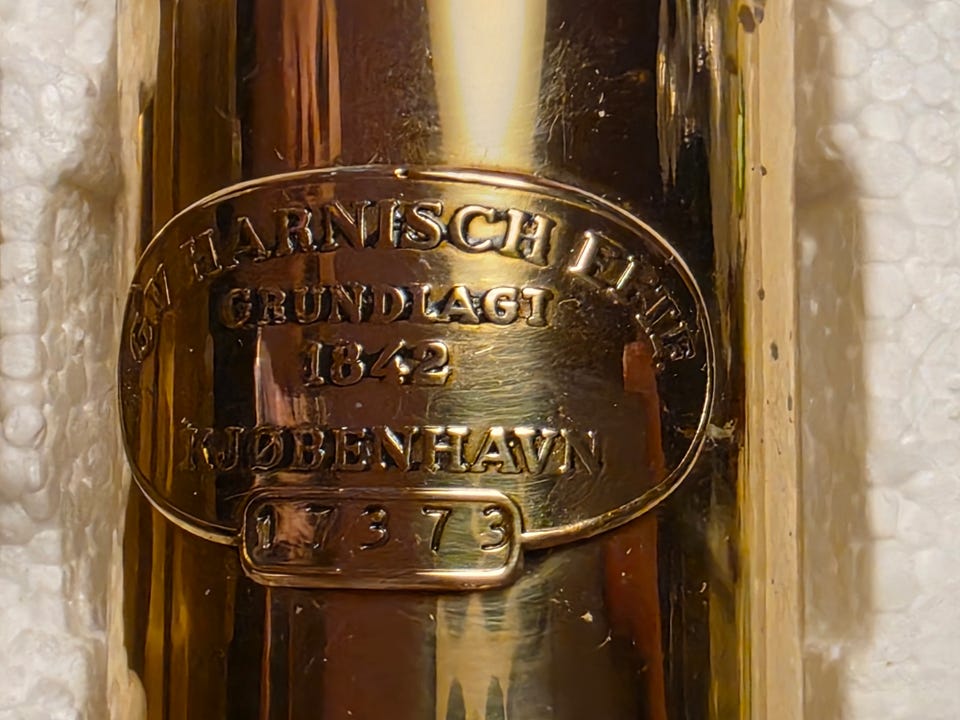 G.W. HARNISCH EFTF.
GRUNDLAGT
1842
KJØBENHAVN
17373